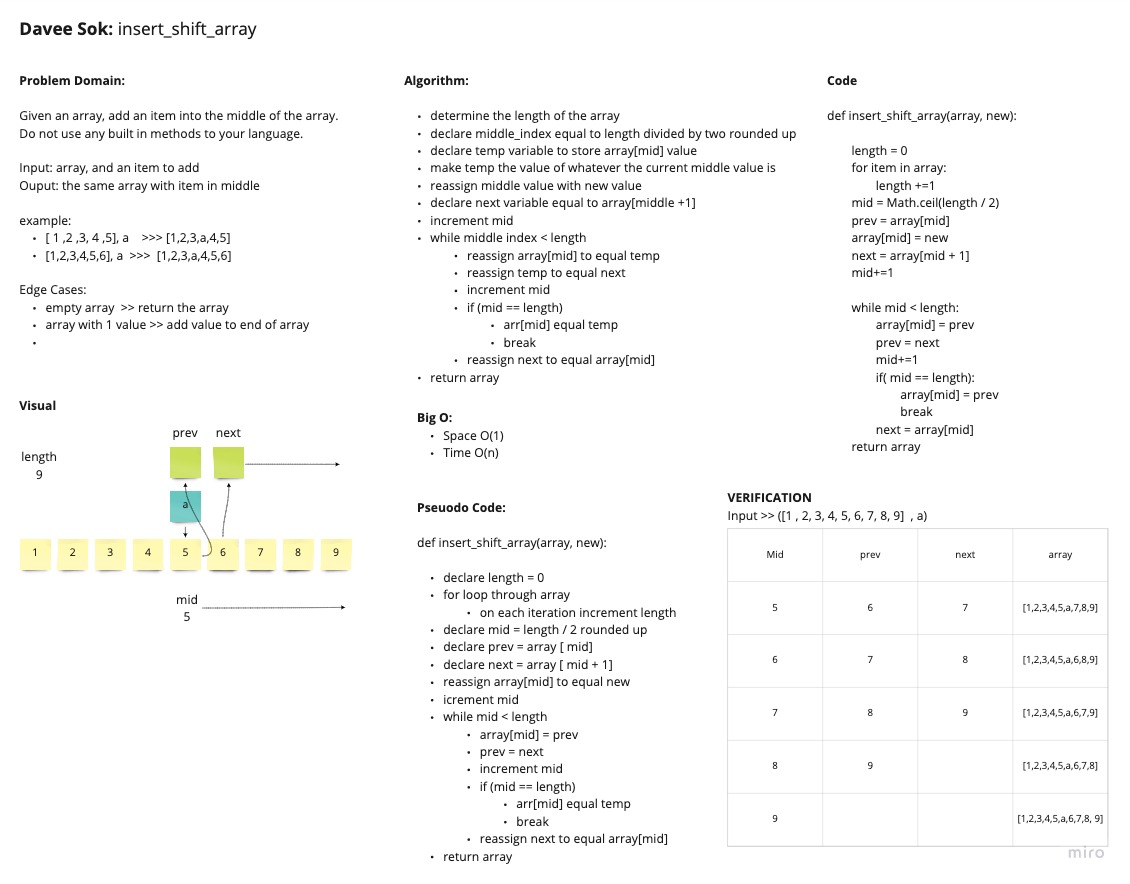 Davee Sok: insert_shift_array
Problem Domain:
Given an array, add an item into the middle of the array.
Do not use any built in methods to your language.
Input: array, and an item to add
Ouput: the same array with item in middle
example:
• [ 1 ,2 ,3, 4 ,5], a >>> [1,2,3,a,4,5]
• [1,2,3,4,5,6], a >>> [1,2,3,a,4,5,6]
Edge Cases:
• empty array >> return the array
• array with 1 value >> add value to end of array
•
Visual
prev next
length
9
a
1 2 3 4 5 6 7 8 9
mid
5
Algorithm:
• determine the length of the array
• declare middle_index equal to length divided by two rounded up
• declare temp variable to store array[mid] value
• make temp the value of whatever the current middle value is
• reassign middle value with new value
• declare next variable equal to array[middle +1]
• increment mid
• while middle index < length
• reassign array[mid] to equal temp
• reassign temp to equal next
• increment mid
• if (mid == length)
• arr[mid] equal temp
• break
• reassign next to equal array[mid]
• return array
Big O:
• Space O(1)
• Time O(n)
Pseuodo Code:
def insert_shift_array(array, new):
• declare length = 0
• for loop through array
• on each iteration increment length
• declare mid = length / 2 rounded up
• declare prev = array [ mid]
• declare next = array [ mid + 1]
• reassign array[mid] to equal new
• icrement mid
• while mid < length
• array[mid] = prev
• prev = next
• increment mid
• if (mid == length)
• arr[mid] equal temp
• break
• reassign next to equal array[mid]
• return array
Code
def insert_shift_array(array, new):
length = 0
for item in array:
length +=1
mid = Math.ceil(length / 2)
prev = array[mid]
array[mid] = new
next = array[mid + 1]
mid+=1
while mid < length:
array[mid] = prev
prev = next
mid+=1
if( mid == length):
array[mid] = prev
break
next = array[mid]
return array
VERIFICATION
Input >> ([1 , 2, 3, 4, 5, 6, 7, 8, 9] , a)
Mid prev next array
5 6 7 [1,2,3,4,5,a,7,8,9]
6 7 8 [1,2,3,4,5,a,6,8,9]
7 8 9 [1,2,3,4,5,a,6,7,9]
8 9 [1,2,3,4,5,a,6,7,8]
9 [1,2,3,4,5,a,6,7,8, 9]
miro